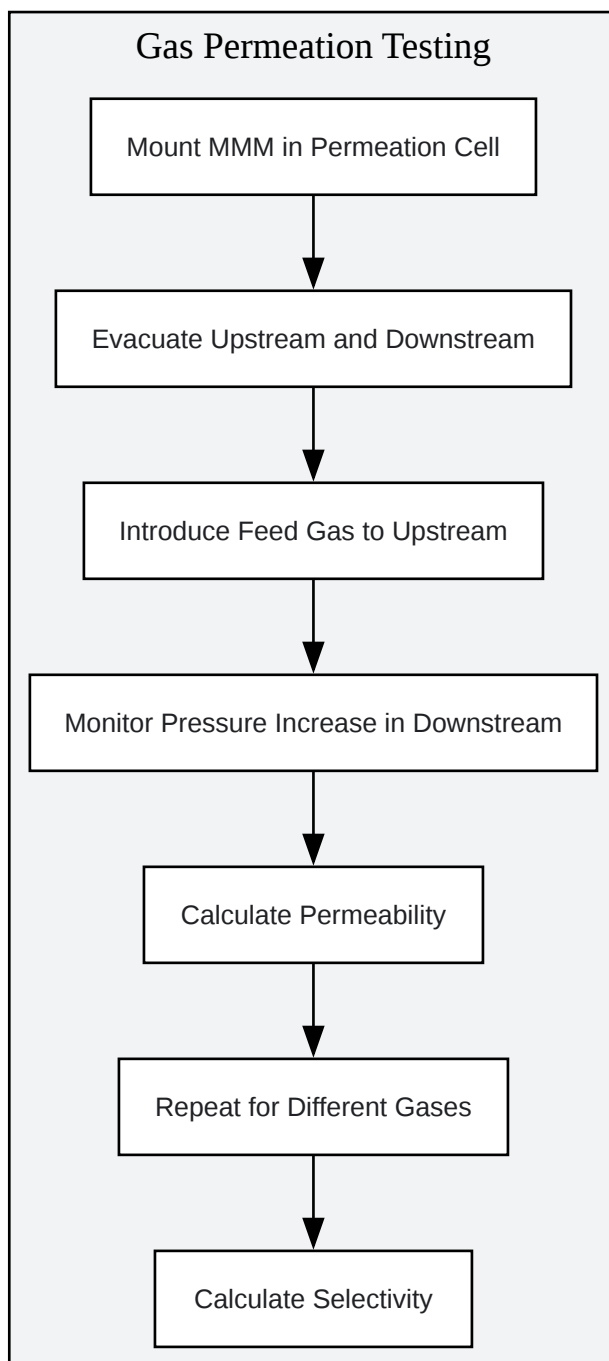 Gas Permeation Testing
Mount MMM in Permeation Cell
Evacuate Upstream and Downstream
Introduce Feed Gas to Upstream
Monitor Pressure Increase in Downstream
Calculate Permeability
Repeat for Different Gases
Calculate Selectivity